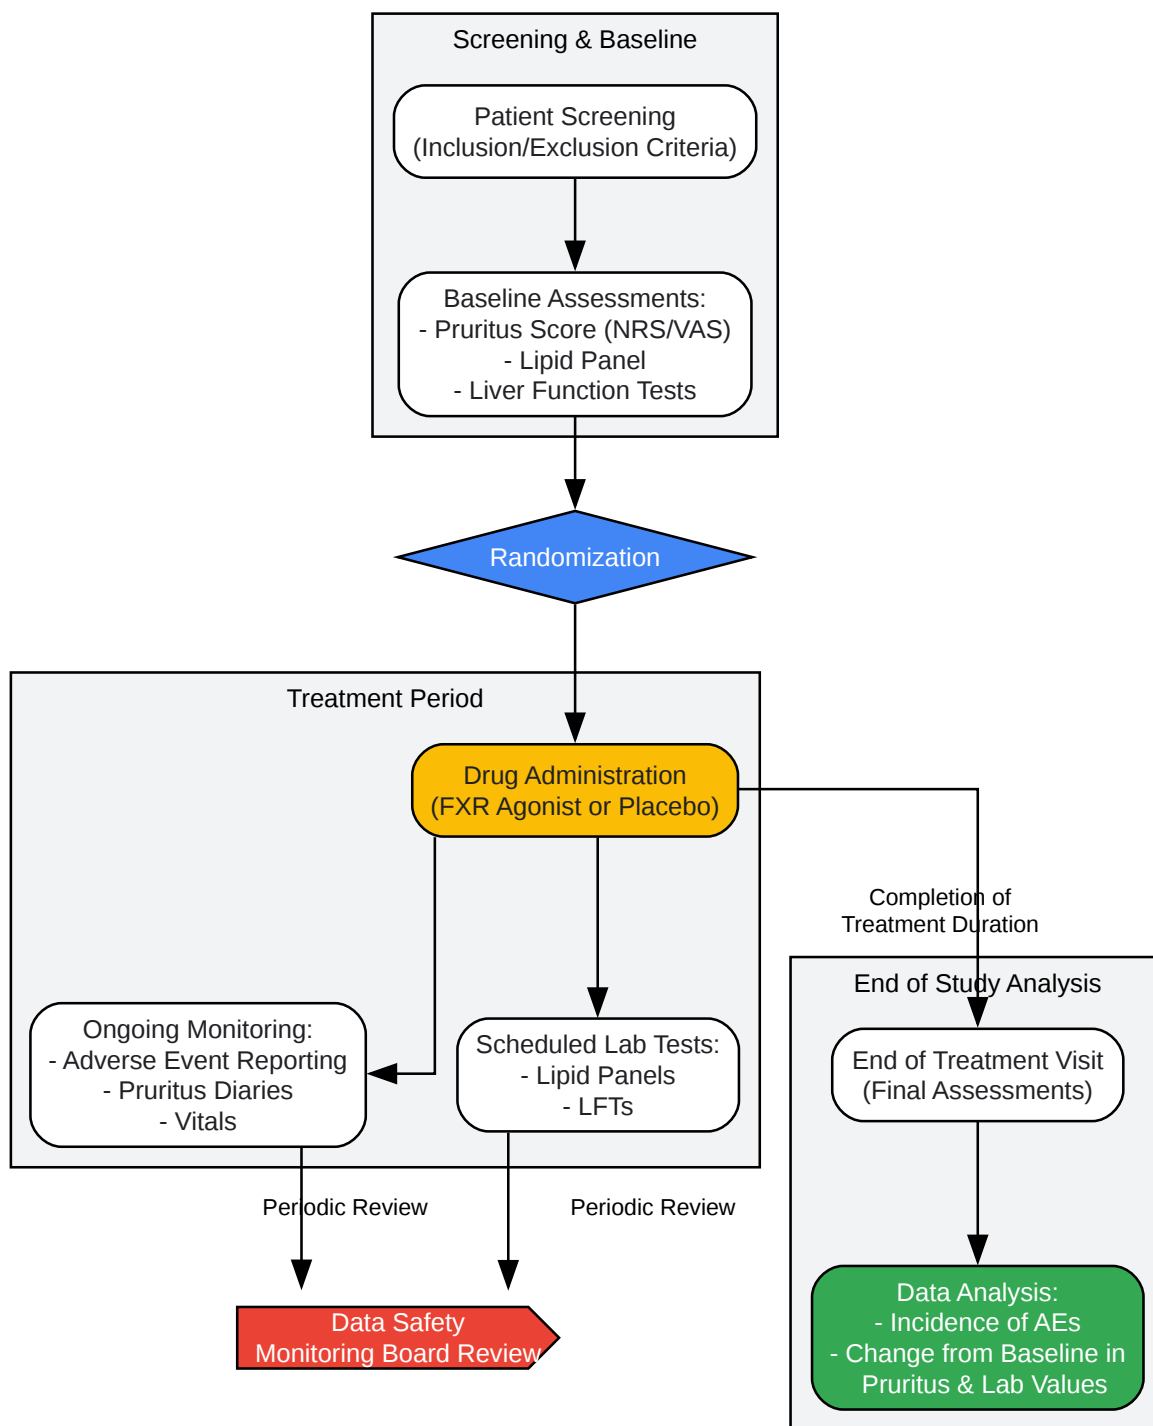 Screening & Baseline
Patient Screening
(Inclusion/Exclusion Criteria)
Baseline Assessments:
- Pruritus Score (NRS/VAS)
- Lipid Panel
- Liver Function Tests
Randomization
Treatment Period
Drug Administration
(FXR Agonist or Placebo)
Completion of
Treatment Duration
End of Study Analysis
Ongoing Monitoring:
- Adverse Event Reporting
- Pruritus Diaries
- Vitals
Scheduled Lab Tests:
- Lipid Panels
- LFTs
End of Treatment Visit
(Final Assessments)
Periodic Review
Periodic Review
Data Safety
Monitoring Board Review
Data Analysis:
- Incidence of AEs
- Change from Baseline in
Pruritus & Lab Values